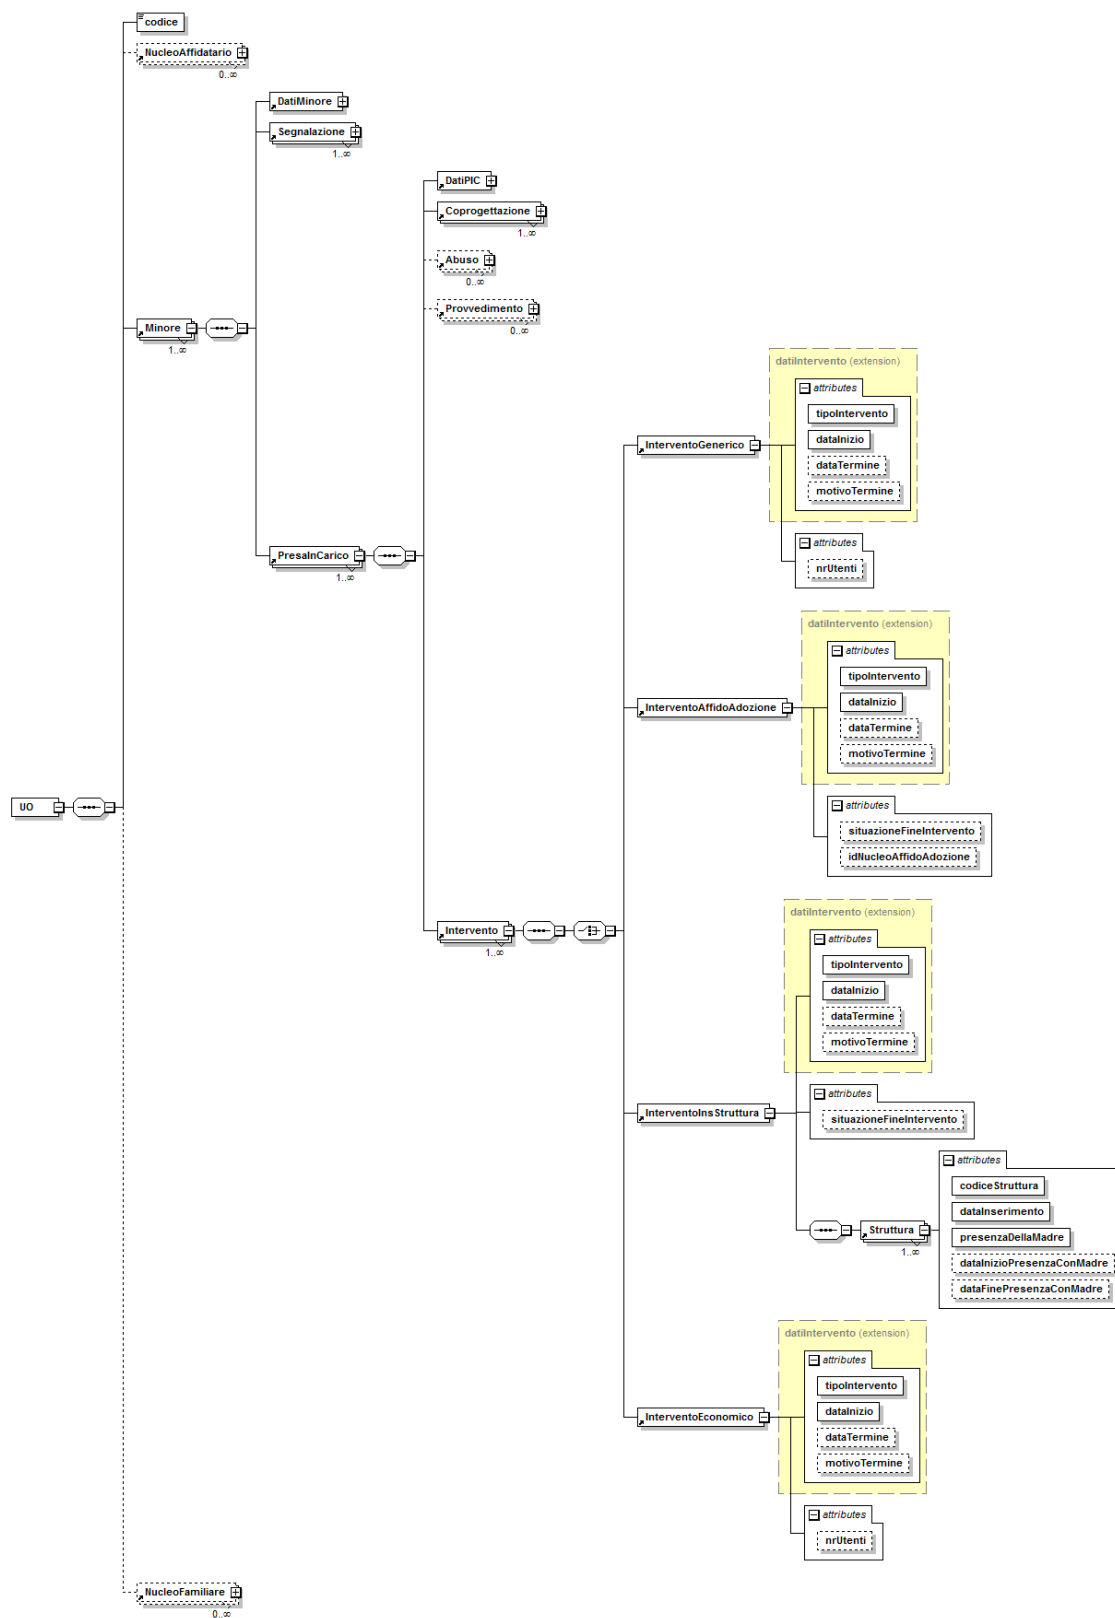 codice
NucleoAffidatario
0..∞
DatiMinore
Segnalazione
1..∞
DatiPIC
Coprogettazione
1..∞
Abuso
0..∞
Provvedimento
0..∞
Minore
1..∞
datiIntervento (extension)
attributes
tipoIntervento
dataInizio
dataTermine
motivoTermine
InterventoGenerico
attributes
nrUtenti
PresaInCarico
1..∞
datiIntervento (extension)
attributes
tipoIntervento
dataInizio
dataTermine
motivoTermine
InterventoAffidoAdozione
attributes
situazioneFineIntervento
idNucleoAffidoAdozione
UO
Intervento
1..∞
datiIntervento (extension)
attributes
tipoIntervento
dataInizio
dataTermine
motivoTermine
InterventoInsStruttura
attributes
situazioneFineIntervento
attributes
codiceStruttura
dataInserimento
presenzaDellaMadre
dataInizioPresenzaConMadre
dataFinePresenzaConMadre
Struttura
1..∞
datiIntervento (extension)
attributes
tipoIntervento
dataInizio
dataTermine
motivoTermine
InterventoEconomico
attributes
nrUtenti
NucleoFamiliare
0..∞